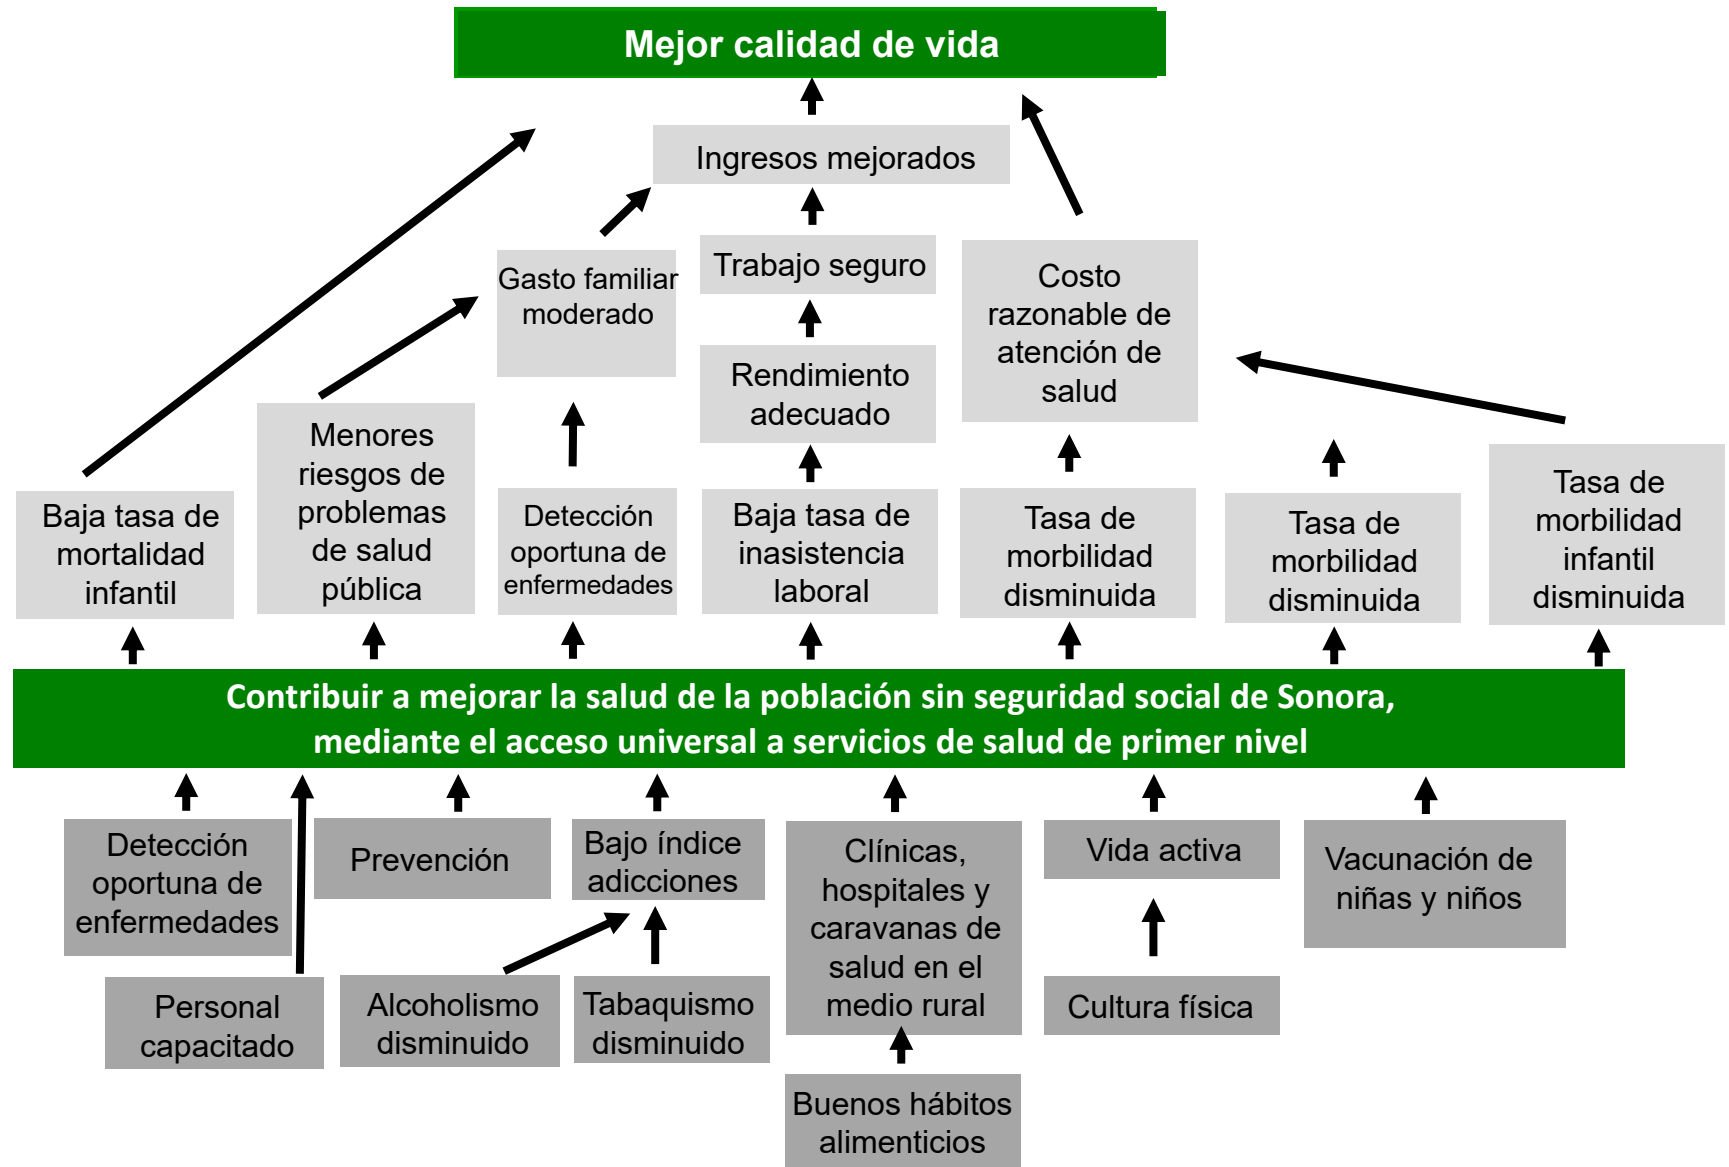 Mejor calidad de vida
Ingresos mejorados
Gasto familiar
moderado
Trabajo seguro
Costo
razonable de
atención de
salud
Rendimiento
adecuado
Menores
riesgos de
problemas
de salud
pública
Baja tasa de
mortalidad
infantil
Detección
oportuna de
enfermedades
Baja tasa de
inasistencia
laboral
Tasa de
morbilidad
disminuida
Tasa de
morbilidad
disminuida
Tasa de
morbilidad
infantil
disminuida
Contribuir a mejorar la salud de la población sin seguridad social de Sonora,
mediante el acceso universal a servicios de salud de primer nivel
Detección
oportuna de
enfermedades
Prevención
Bajo índice
adicciones
Clínicas,
hospitales y
caravanas de
salud en el
medio rural
Vida activa
Vacunación de
niñas y niños
Personal
capacitado
Alcoholismo
disminuido
Tabaquismo
disminuido
Cultura física
Buenos hábitos
alimenticios